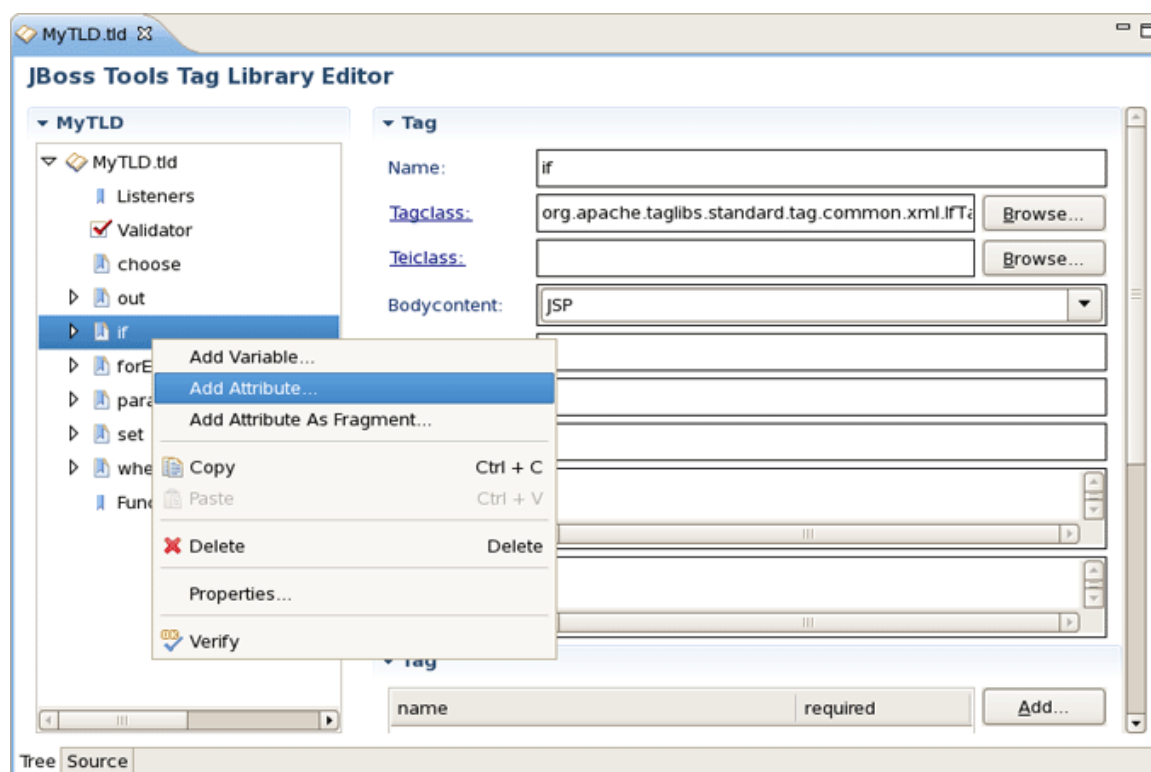 MyTLD.tld
JBoss Tools Tag Library Editor
MyTLD
MyTLD.tld
Listeners
Validator
choose
out
if
forE
para
set
whe
Func
Add Variable...
Add Attribute...
Add Attribute As Fragment...
Copy Ctrl + C
Paste Ctrl + V
Delete Delete
Properties...
Verify
Tag
Name: if
Tagclass: org.apache.taglibs.standard.tag.common.xml.IfTa Browse...
Teiclass: Browse...
Bodycontent: JSP
Tag
name required Add...
Tree Source